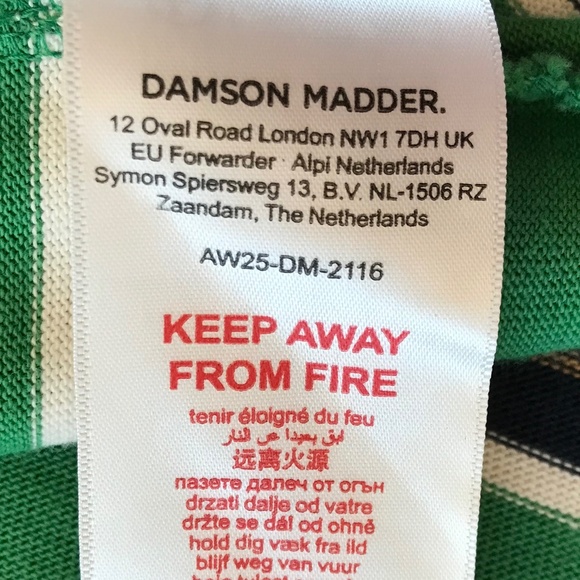 DAMSON MADDER.
12 Oval Road London NW1 7DH UK
EU Forwarder · Alpi Netherlands
Symon Spiersweg 13, B.V. NL-1506 RZ
Zaandam, The Netherlands
AW25-DM-2116
KEEP AWAY
FROM FIRE
tenir éloigné du feu
ابق بعيدا عن النار
远离火源
пазете далеч от огън
drzati dalje od vatre
držte se dál od ohně
hold dig væk fra ild
blijf weg van vuur